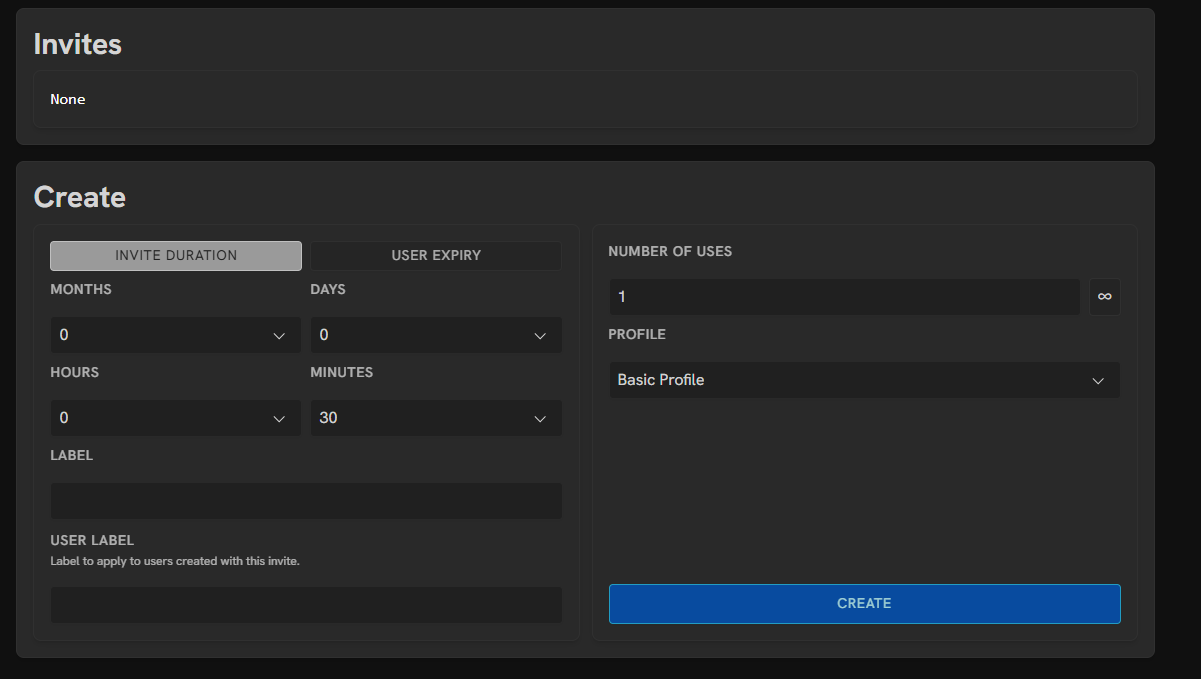 Invites
None
Create
INVITE DURATION
USER EXPIRY
MONTHS
DAYS
0
0
HOURS
MINUTES
0
30
LABEL
USER LABEL
Label to apply to users created with this invite.
NUMBER OF USES
1
∞
PROFILE
Basic Profile
CREATE